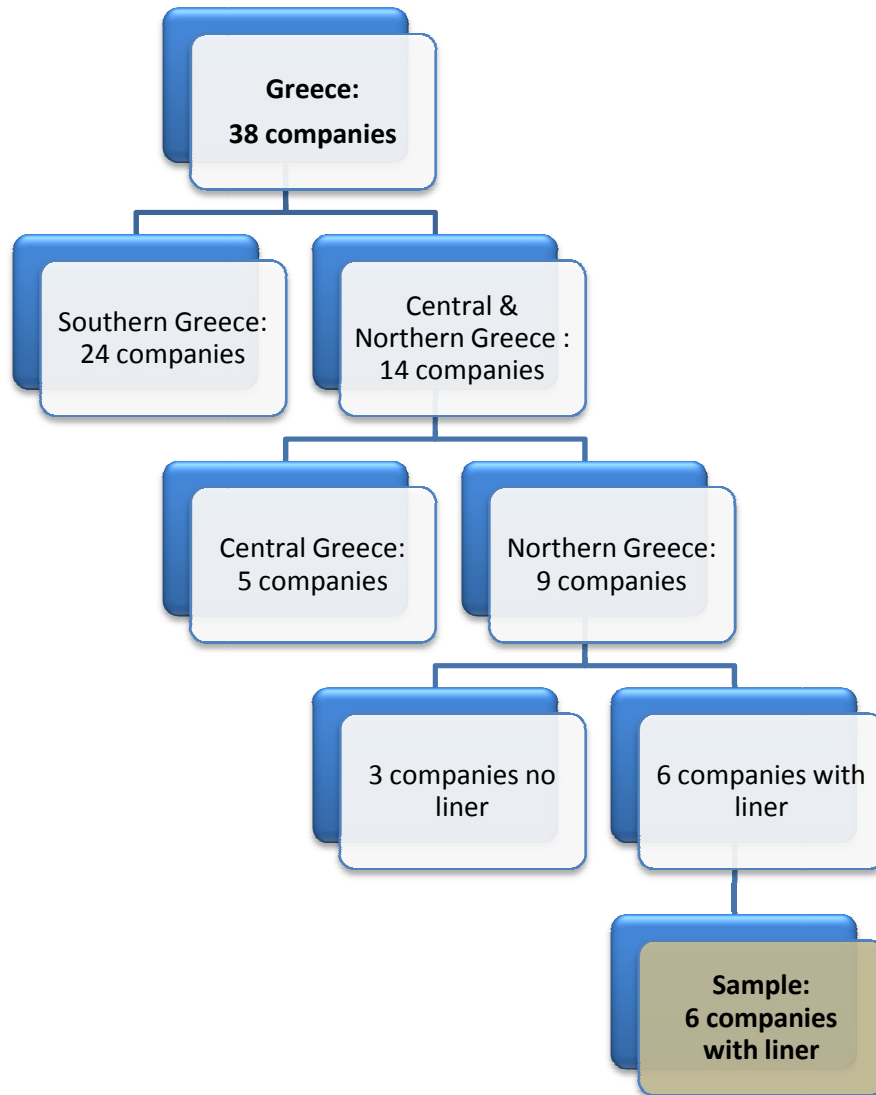 Greece:
38 companies
Southern Greece:
24 companies
Central &
Northern Greece :
14 companies
Central Greece:
5 companies
Northern Greece:
9 companies
3 companies no
liner
6 companies with
liner
Sample:
6 companies
with liner